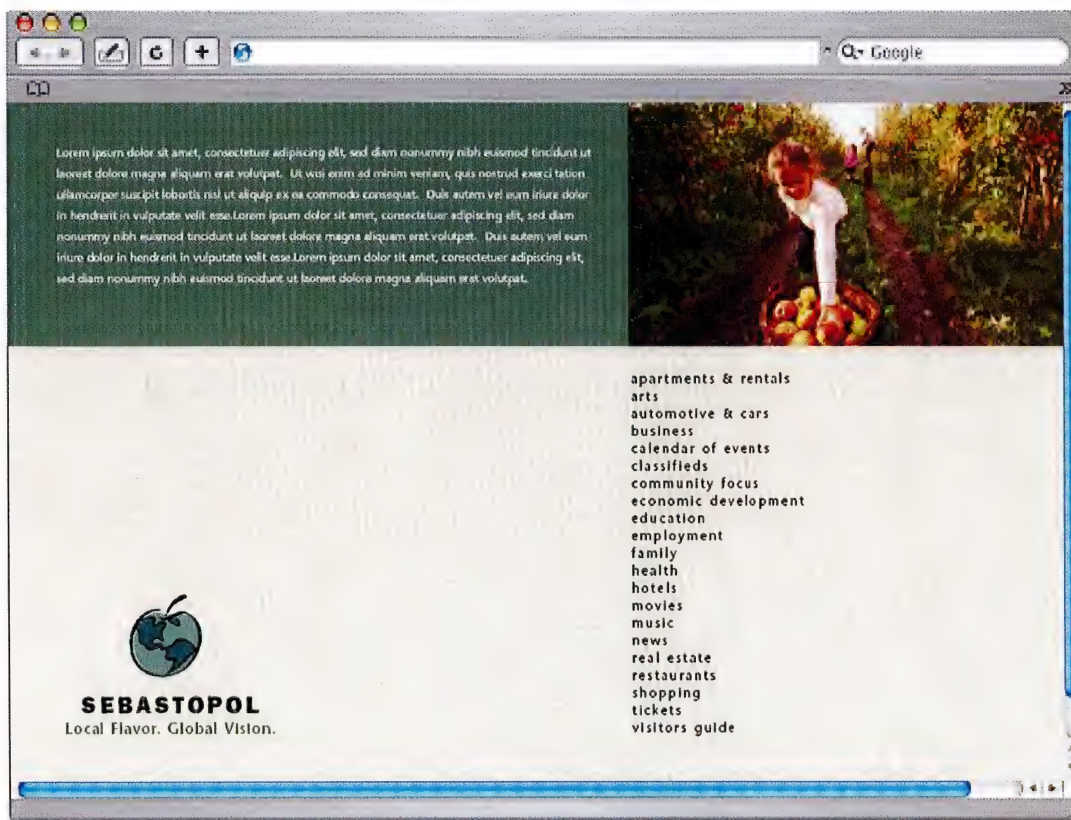 Google
Lorem ipsum dolor sit amet, consectetuer adipiscing elit, sed diam nonummy nibh euismod tincidunt ut
laoreet dolore magna aliquam erat volutpat. Ut wisi enim ad minim veniam, quis nostrud exerci tation
ullamcorper suscipit lobortis nisl ut aliquip ex ea commodo consequat. Duis autem vel eum iriure dolor
in hendrerit in vulputate velit esse.Lorem ipsum dolor sit amet, consectetuer adipiscing elit, sed diam
nonummy nibh euismod tincidunt ut laoreet dolore magna aliquam erat volutpat. Duis autem vel eum
iriure dolor in hendrerit in vulputate velit esse.Lorem ipsum dolor sit amet, consectetuer adipiscing elit,
sed diam nonummy nibh euismod tincidunt ut laoreet dolore magna aliquam erat volutpat.
apartments & rentals
arts
automotive & cars
business
calendar of events
classifieds
community focus
economic development
education
employment
family
health
hotels
movies
music
news
real estate
restaurants
shopping
tickets
visitors guide
SEBASTOPOL
Local Flavor. Global Vision.